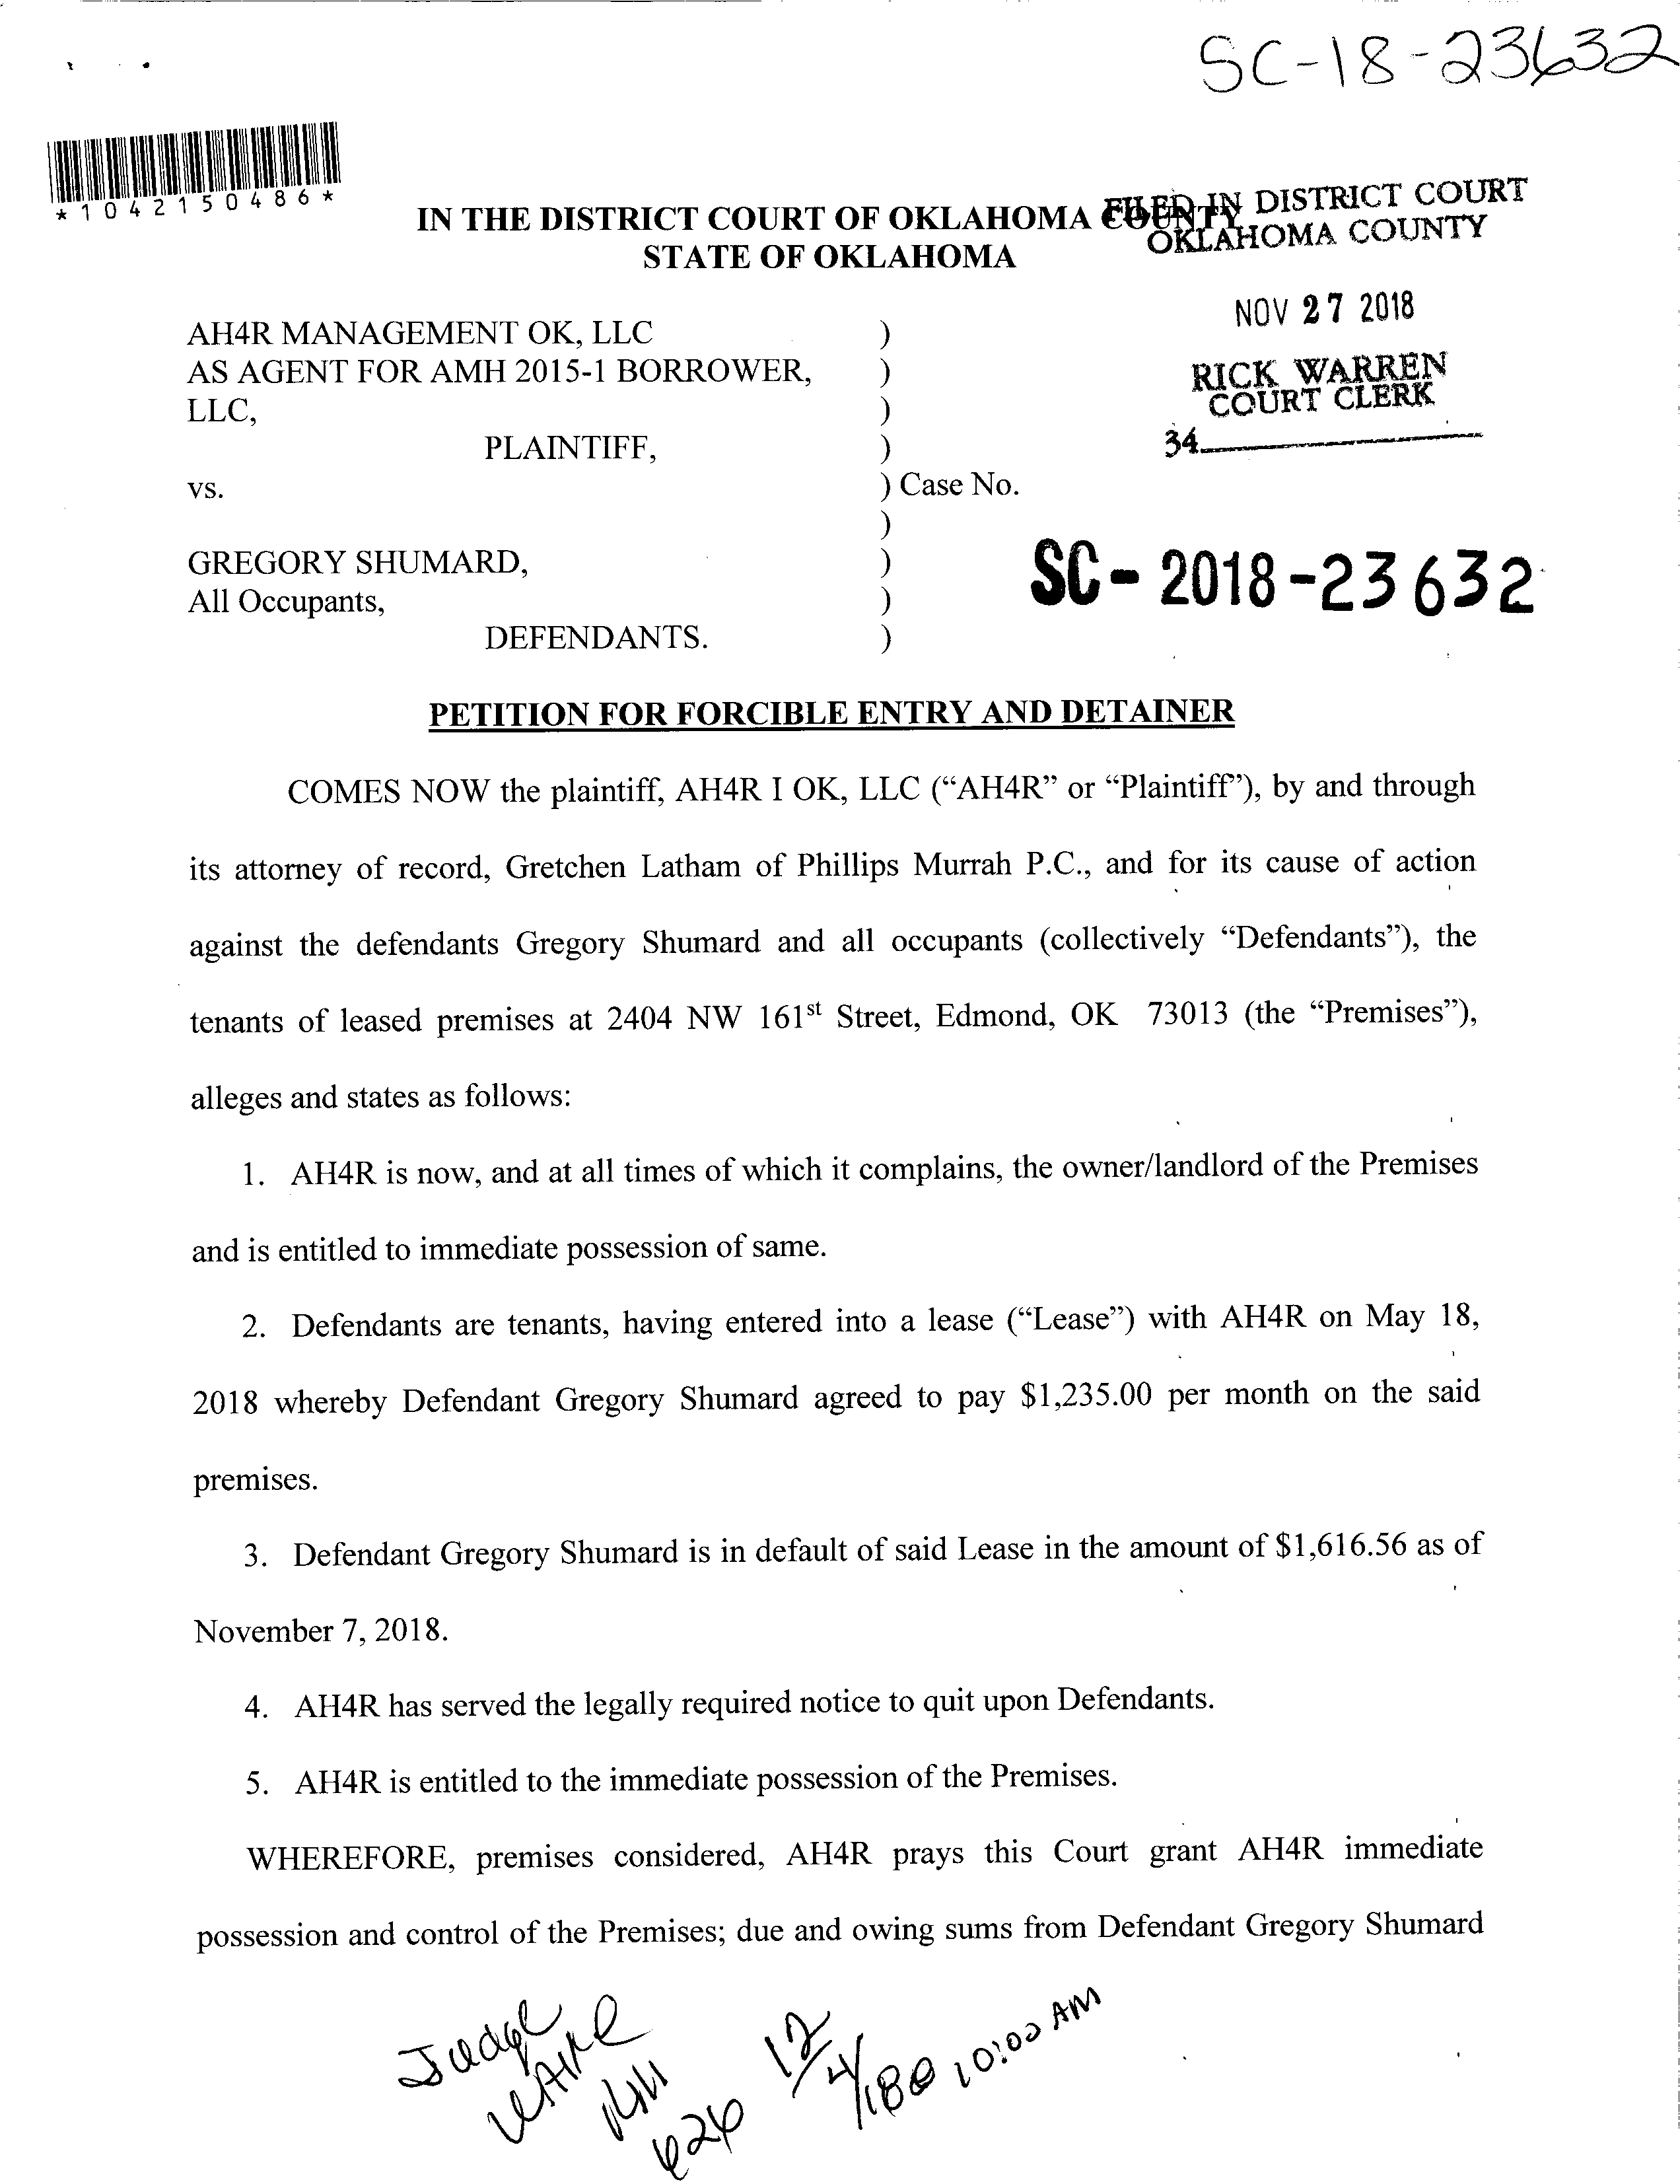 SC-18-23632
*1042150486*
IN THE DISTRICT COURT OF OKLAHOMA COUNTY
STATE OF OKLAHOMA
FILED IN DISTRICT COURT
OKLAHOMA COUNTY
NOV 27 2018
RICK WARREN
COURT CLERK
34
AH4R MANAGEMENT OK, LLC )
AS AGENT FOR AMH 2015-1 BORROWER, )
LLC, )
PLAINTIFF, )
vs. ) Case No.
)
GREGORY SHUMARD, )
SC-2018-23632
All Occupants, )
DEFENDANTS. )
PETITION FOR FORCIBLE ENTRY AND DETAINER
COMES NOW the plaintiff, AH4R I OK, LLC (“AH4R” or “Plaintiff”), by and through
its attorney of record, Gretchen Latham of Phillips Murrah P.C., and for its cause of action
against the defendants Gregory Shumard and all occupants (collectively “Defendants”), the
tenants of leased premises at 2404 NW 161st Street, Edmond, OK 73013 (the “Premises”),
alleges and states as follows:
1. AH4R is now, and at all times of which it complains, the owner/landlord of the Premises
and is entitled to immediate possession of same.
2. Defendants are tenants, having entered into a lease (“Lease”) with AH4R on May 18,
2018 whereby Defendant Gregory Shumard agreed to pay $1,235.00 per month on the said
premises.
3. Defendant Gregory Shumard is in default of said Lease in the amount of $1,616.56 as of
November 7, 2018.
4. AH4R has served the legally required notice to quit upon Defendants.
5. AH4R is entitled to the immediate possession of the Premises.
WHEREFORE, premises considered, AH4R prays this Court grant AH4R immediate
possession and control of the Premises; due and owing sums from Defendant Gregory Shumard
Judge
626
12/4/18@ 10:00 AM